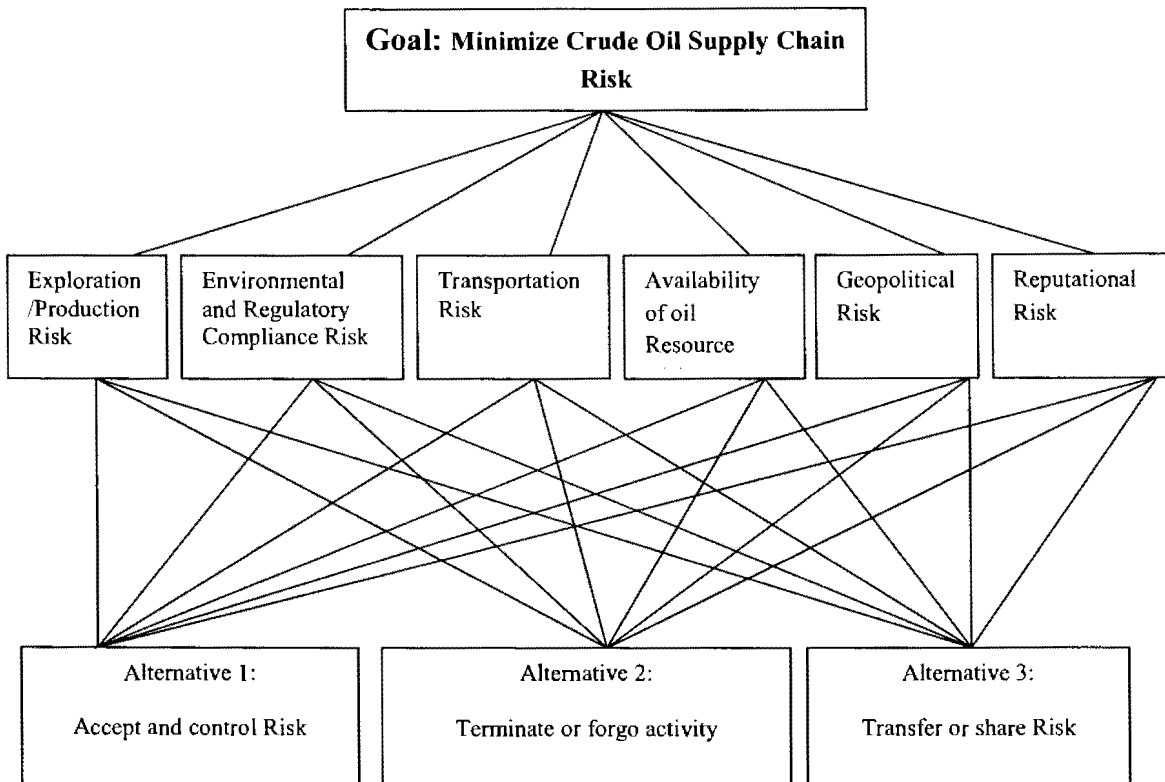 Goal: Minimize Crude Oil Supply Chain
Risk
Exploration
/Production
Risk
Environmental
and Regulatory
Compliance Risk
Transportation
Risk
Availability
of oil
Resource
Geopolitical
Risk
Reputational
Risk
Alternative 1:
Accept and control Risk
Alternative 2:
Terminate or forgo activity
Alternative 3:
Transfer or share Risk